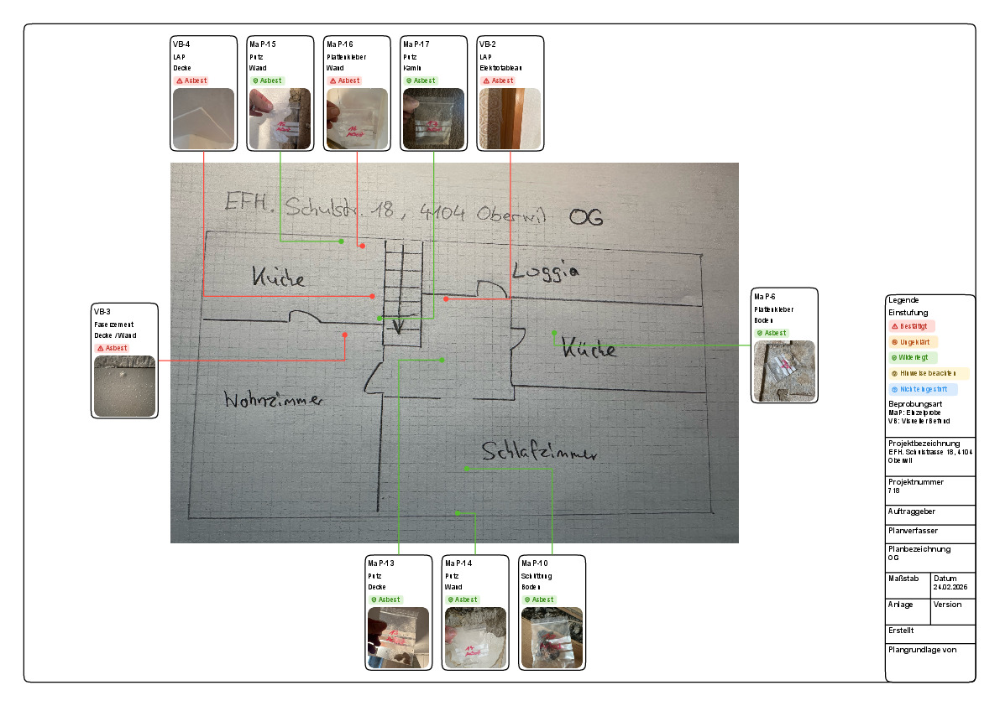 VB-4
LAP
Decke
Asbest
MaP-15
Putz
Wand
Asbest
MaP-16
Plattenkleber
Wand
Asbest
MaP-17
Putz
Kamin
Asbest
VB-2
LAP
Elektrotableau
Asbest
EFH. Schulstr. 18, 4104 Oberwil OG
Küche
Loggia
Küche
Wohnzimmer
Schlafzimmer
VB-3
Faserzement
Decke / Wand
Asbest
MaP-6
Plattenkleber
Boden
Asbest
MaP-13
Putz
Decke
Asbest
MaP-14
Putz
Wand
Asbest
MaP-10
Schüttung
Boden
Asbest
Legende
Einstufung
Bestätigt
Ungeklärt
Widerlegt
Hinweise beachten
Nicht eingestuft
Beprobungsart
MaP: Einzelprobe
VB: Visueller Befund
Projektbezeichnung
EFH. Schulstrasse 18, 4104
Oberwil
Projektnummer
718
Auftraggeber
Planverfasser
Planbezeichnung
OG
Maßstab
Datum
24.02.2026
Anlage
Version
Erstellt
Plangrundlage von